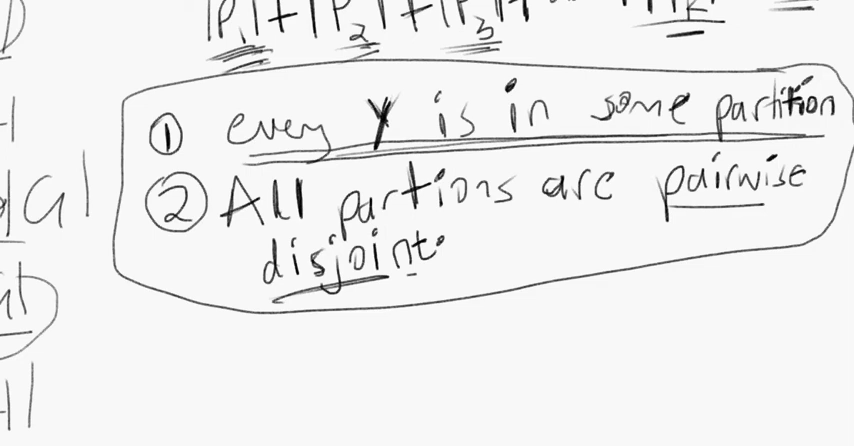 |P₁|+|P₂|+|P₃|+
① every y is in some partition
② All partions are pairwise
disjoint.
|G|